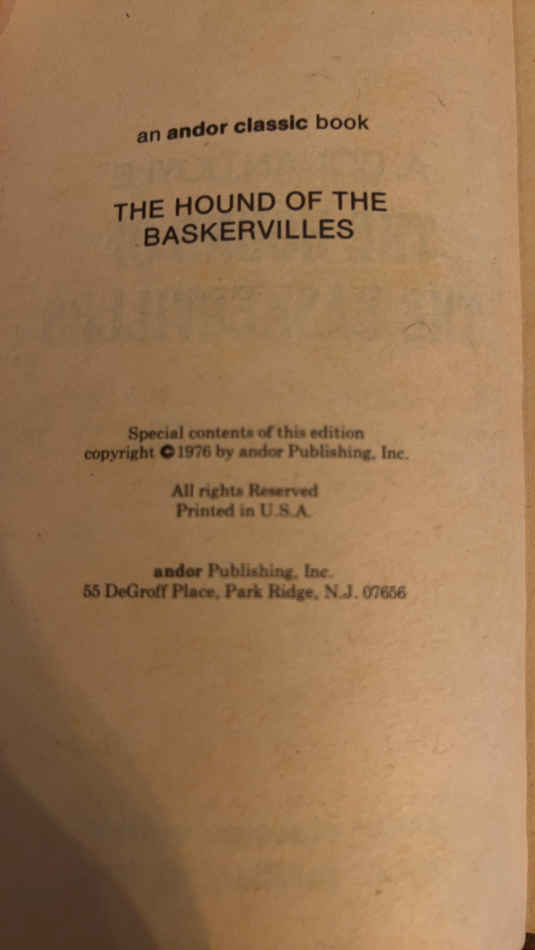 an andor classic book
THE HOUND OF THE
BASKERVILLES
Special contents of this edition
copyright ©1976 by andor Publishing, Inc.
All rights Reserved
Printed in U.S.A.
andor Publishing, Inc.
55 DeGroff Place, Park Ridge, N.J. 07656